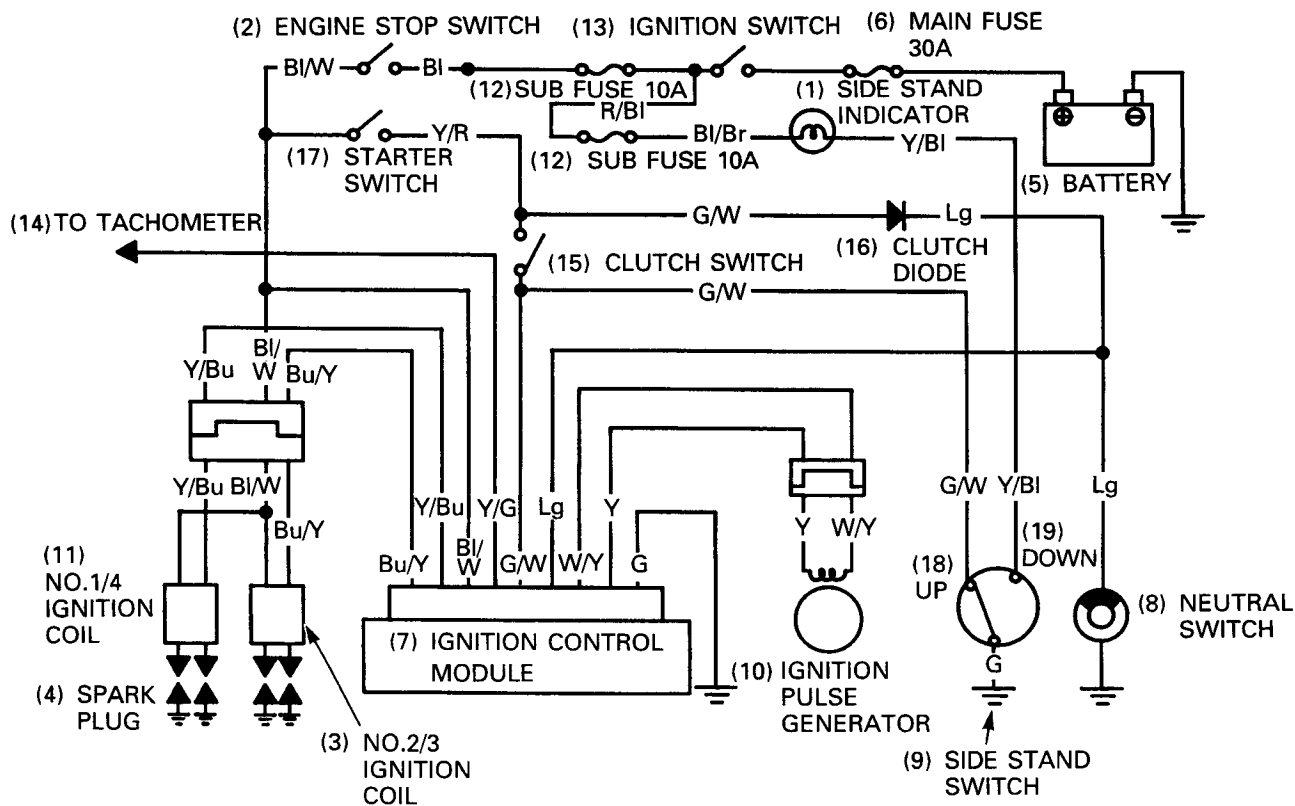 (2) ENGINE STOP SWITCH
(13) IGNITION SWITCH
(6) MAIN FUSE
30A
Bl/W
Bl
(12) SUB FUSE 10A
R/Bl
(1) SIDE STAND
INDICATOR
Y/R
(17) STARTER
SWITCH
Bl/Br
(12) SUB FUSE 10A
Y/Bl
(5) BATTERY
(14) TO TACHOMETER
G/W
Lg
(16) CLUTCH
DIODE
(15) CLUTCH SWITCH
G/W
Y/Bu
Bl/
W
Bu/Y
Y/Bu
Bl/W
Bu/Y
Y/Bu
Y/G
Lg
Y
Y
W/Y
G/W
Y/Bl
Lg
Bu/Y
Bl/
W
G/W
W/Y
G
(11)
NO.1/4
IGNITION
COIL
(19)
DOWN
(18)
UP
(7) IGNITION CONTROL
MODULE
(8) NEUTRAL
SWITCH
(10) IGNITION
PULSE
GENERATOR
G
(4) SPARK
PLUG
(3) NO.2/3
IGNITION
COIL
(9) SIDE STAND
SWITCH